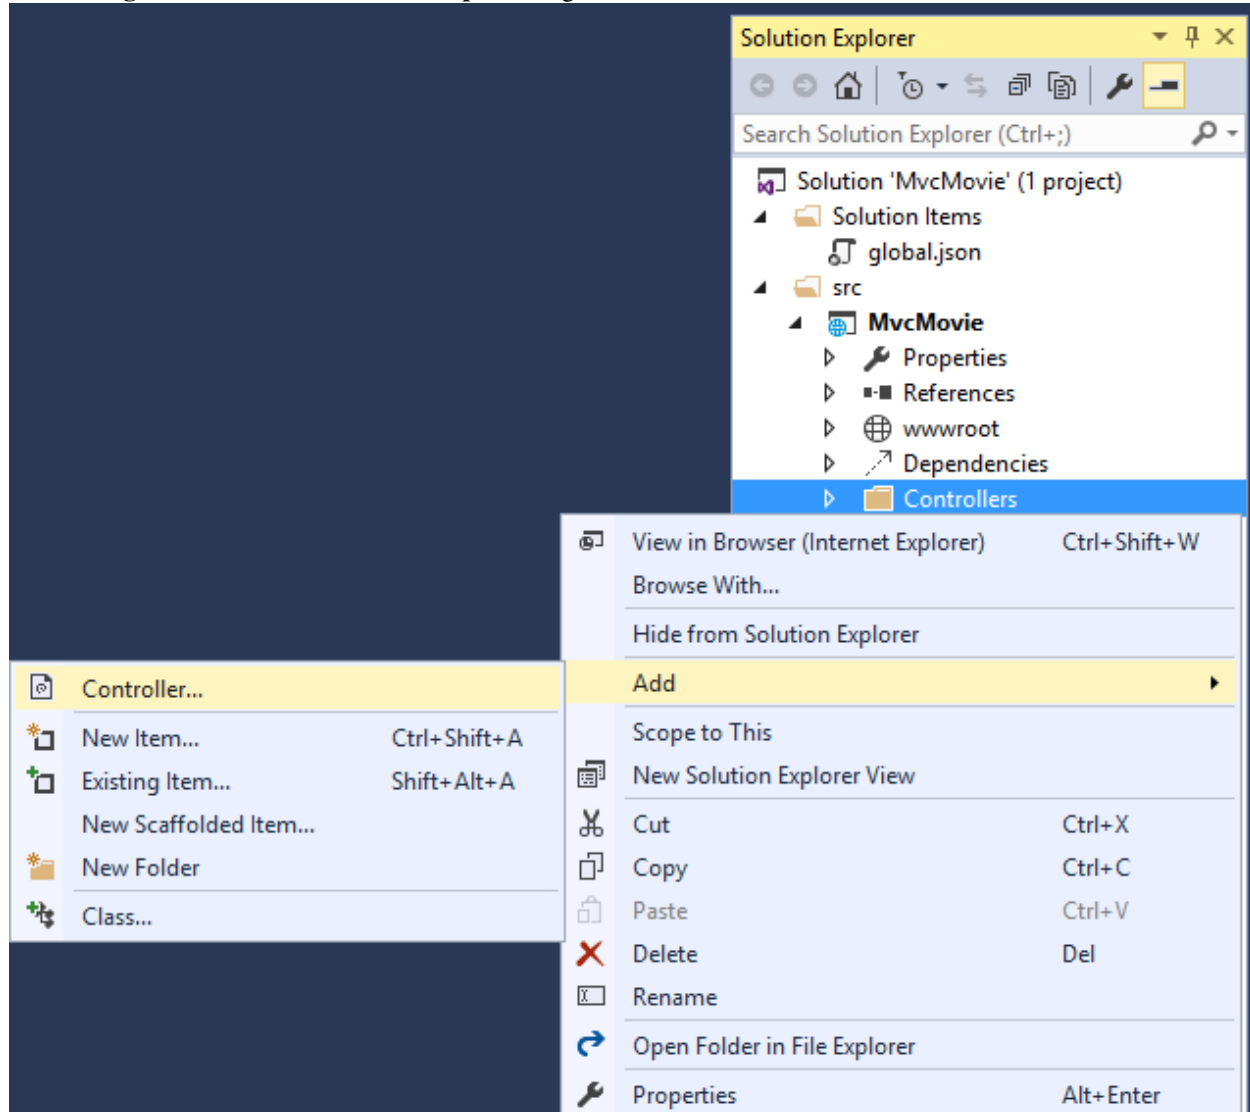 Solution Explorer
Search Solution Explorer (Ctrl+;)
Solution 'MvcMovie' (1 project)
Solution Items
global.json
src
MvcMovie
Properties
References
wwwroot
Dependencies
Controllers
View in Browser (Internet Explorer) Ctrl+Shift+W
Browse With...
Hide from Solution Explorer
Add
Scope to This
New Solution Explorer View
Cut Ctrl+X
Copy Ctrl+C
Paste Ctrl+V
Delete Del
Rename
Open Folder in File Explorer
Properties Alt+Enter
Controller...
New Item... Ctrl+Shift+A
Existing Item... Shift+Alt+A
New Scaffolded Item...
New Folder
Class...